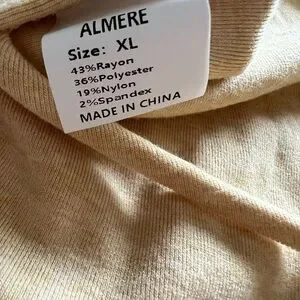 ALMERE
Size: XL
43%Rayon
36%Polyester
19%Nylon
2%Spandex
MADE IN CHINA